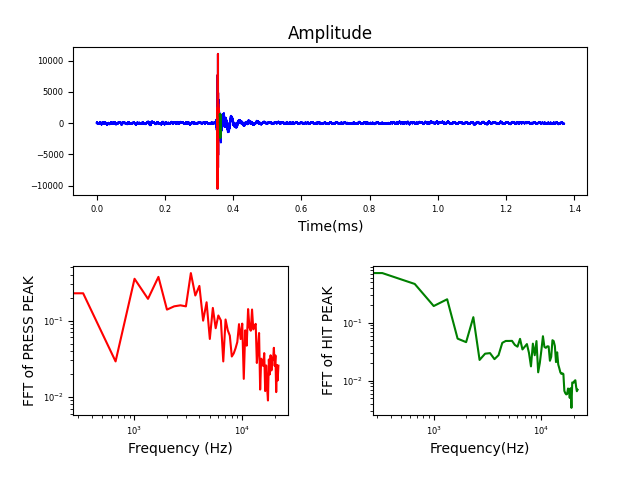 Amplitude
10000
5000
0
−5000
−10000
0.0 0.2 0.4 0.6 0.8 1.0 1.2 1.4
Time(ms)
FFT of PRESS PEAK
10⁻¹
10⁻²
10³ 10⁴
Frequency (Hz)
FFT of HIT PEAK
10⁻¹
10⁻²
10³ 10⁴
Frequency(Hz)